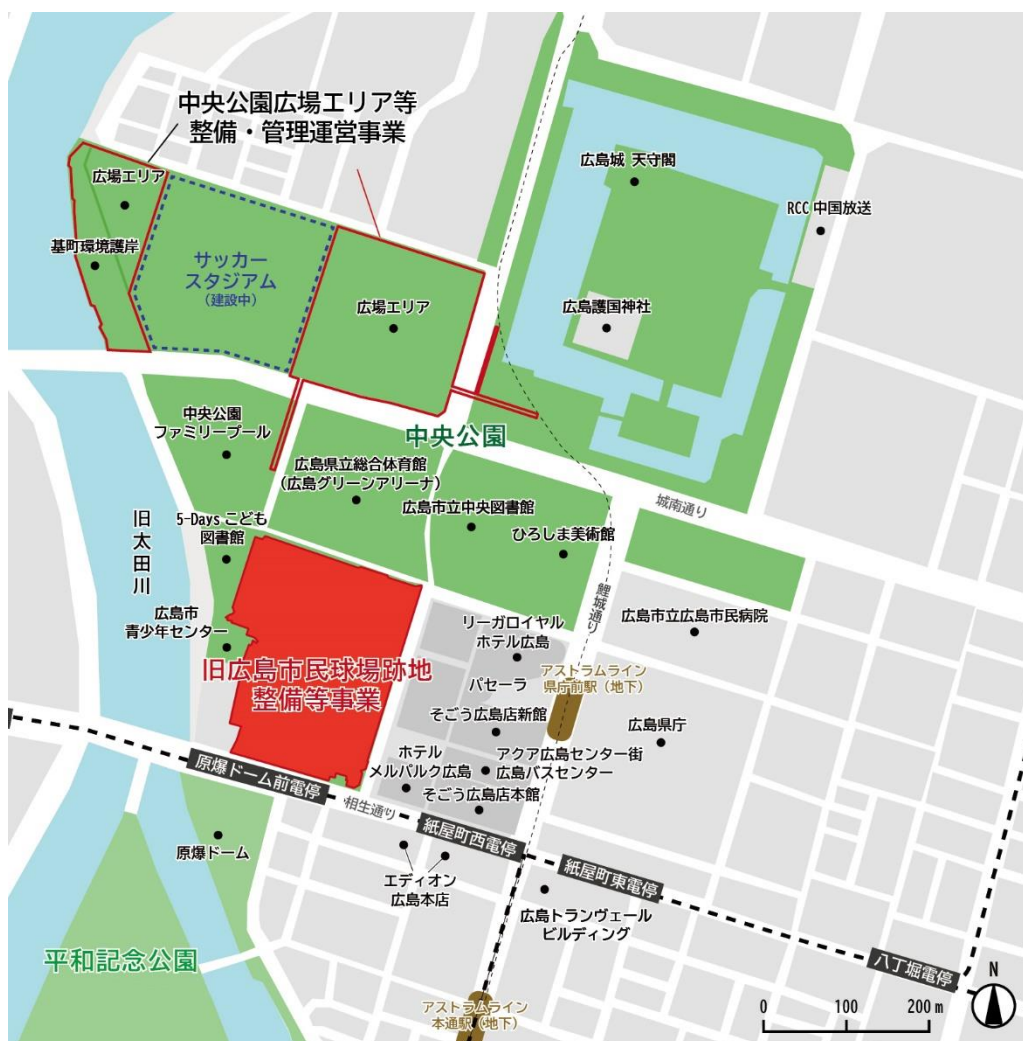 中央公園広場エリア等
整備・管理運営事業
広場エリア
基町環境護岸
サッカー
スタジアム
（建設中）
広場エリア
広島城 天守閣
RCC 中国放送
広島護国神社
中央公園
ファミリープール
中央公園
広島県立総合体育館
（広島グリーンアリーナ）
広島市立中央図書館
ひろしま美術館
城南通り
旧太田川
5-Days こども
図書館
広島市
青少年センター
旧広島市民球場跡地
整備等事業
鯉城通り
リーガロイヤル
ホテル広島
広島市立広島市民病院
パセーラ
アストラムライン
県庁前駅（地下）
そごう広島店新館
広島県庁
ホテル
メルパルク広島
アクア広島センター街
広島バスセンター
そごう広島店本館
原爆ドーム前電停
相生通り
紙屋町西電停
紙屋町東電停
原爆ドーム
エディオン
広島本店
広島トランヴェール
ビルディング
平和記念公園
八丁堀電停
アストラムライン
本通駅（地下）
N
0 100 200 m